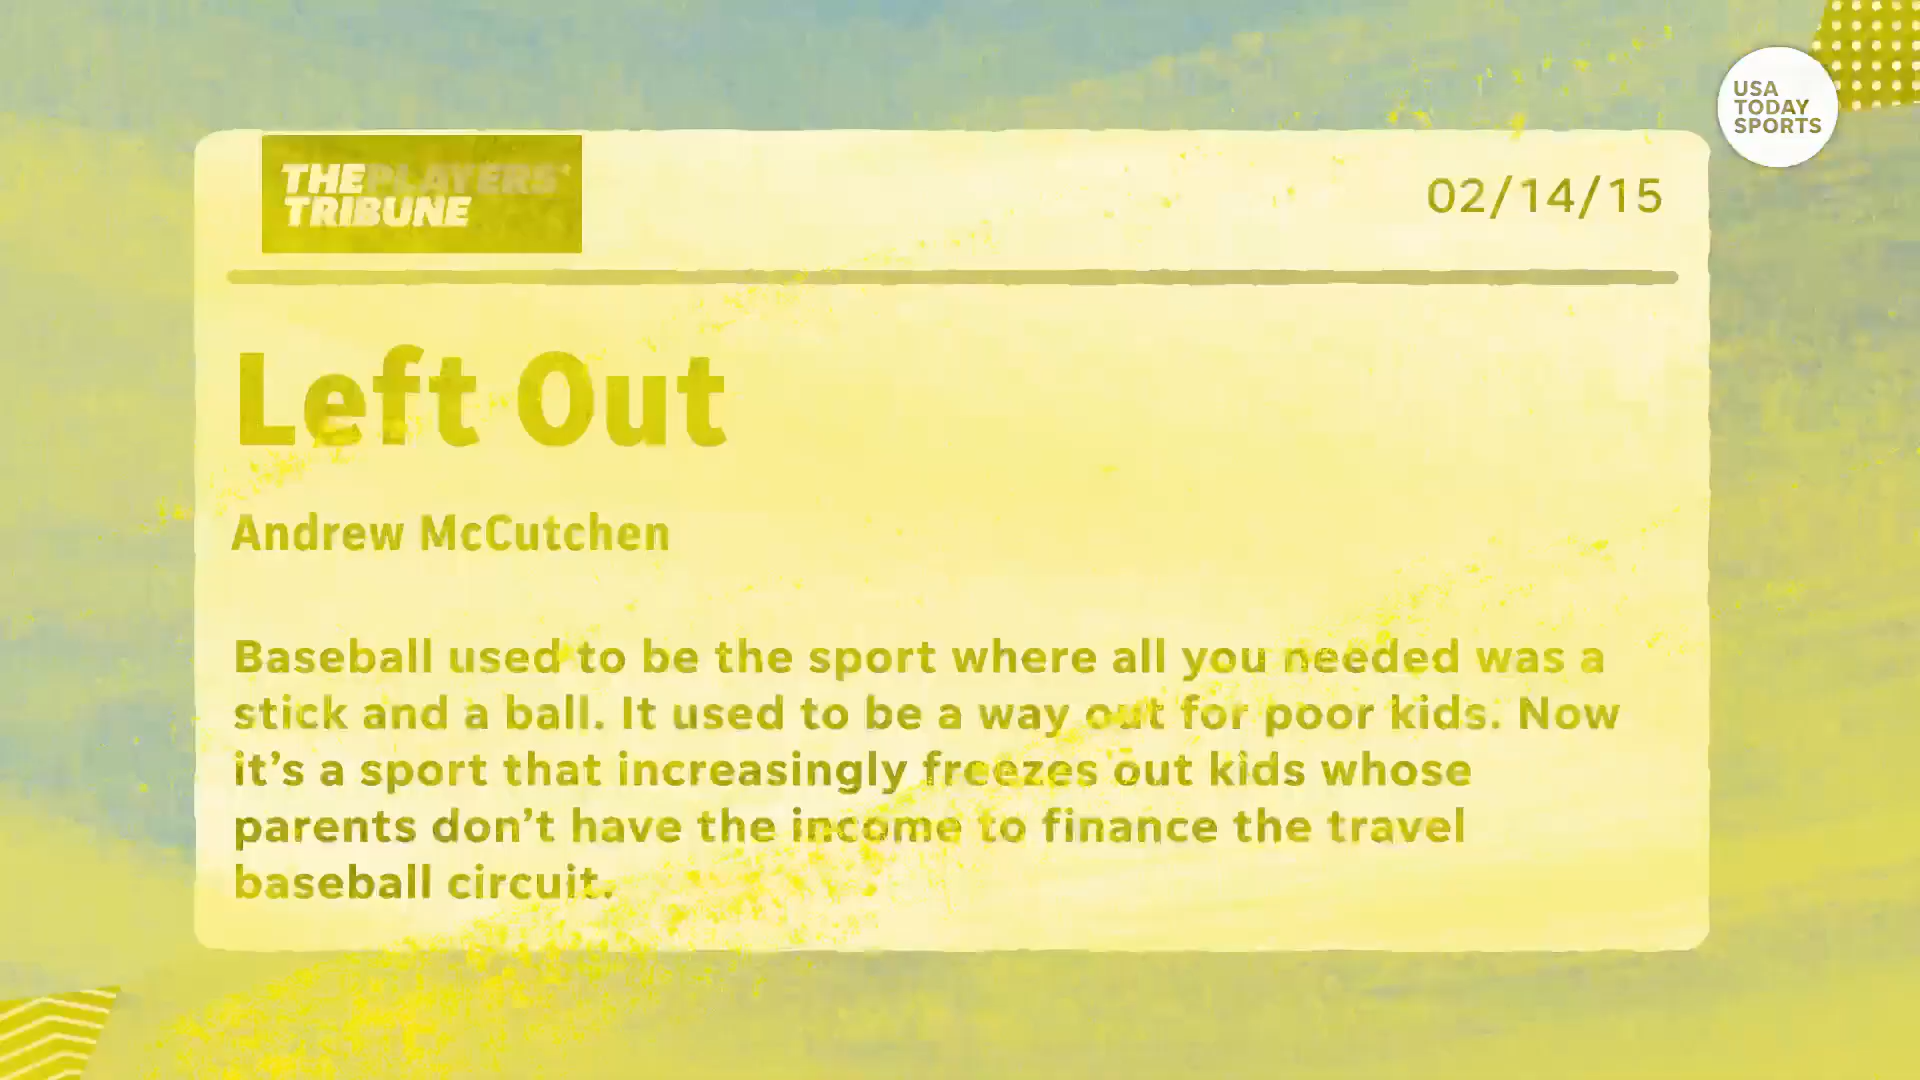 USA
TODAY
SPORTS
THE PLAYERS'
TRIBUNE
02/14/15
Left Out
Andrew McCutchen
Baseball used to be the sport where all you needed was a
stick and a ball. It used to be a way out for poor kids. Now
it’s a sport that increasingly freezes out kids whose
parents don’t have the income to finance the travel
baseball circuit.